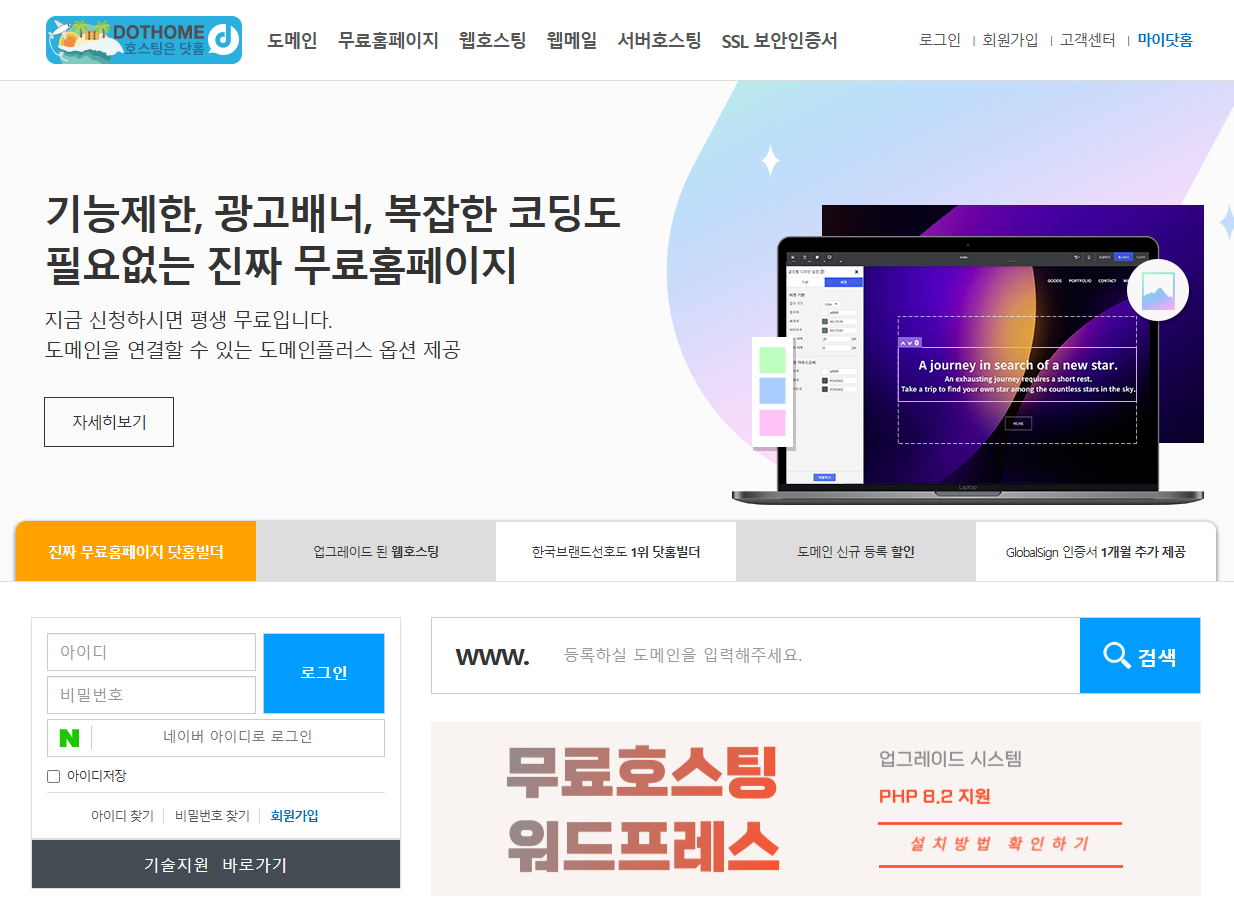 DOTHOME
호스팅은 닷홈
도메인 무료홈페이지 웹호스팅 웹메일 서버호스팅 SSL 보안인증서
로그인 회원가입 고객센터 마이닷홈
기능제한, 광고배너, 복잡한 코딩도
필요없는 진짜 무료홈페이지
지금 신청하시면 평생 무료입니다.
도메인을 연결할 수 있는 도메인플러스 옵션 제공
자세히보기
GOODS PORTFOLIO CONTACT
A journey in search of a new star.
An exhausting journey requires a short rest.
Take a trip to find your own star among the countless stars in the sky.
MORE
Laptop
진짜 무료홈페이지 닷홈빌더
업그레이드 된 웹호스팅
한국브랜드선호도 1위 닷홈빌더
도메인 신규 등록 할인
GlobalSign 인증서 1개월 추가 제공
아이디
비밀번호
로그인
네이버 아이디로 로그인
아이디저장
아이디 찾기 비밀번호 찾기 회원가입
기술지원 바로가기
www. 등록하실 도메인을 입력해주세요. 검색
무료호스팅
워드프레스
업그레이드 시스템
PHP 8.2 지원
설치방법 확인하기